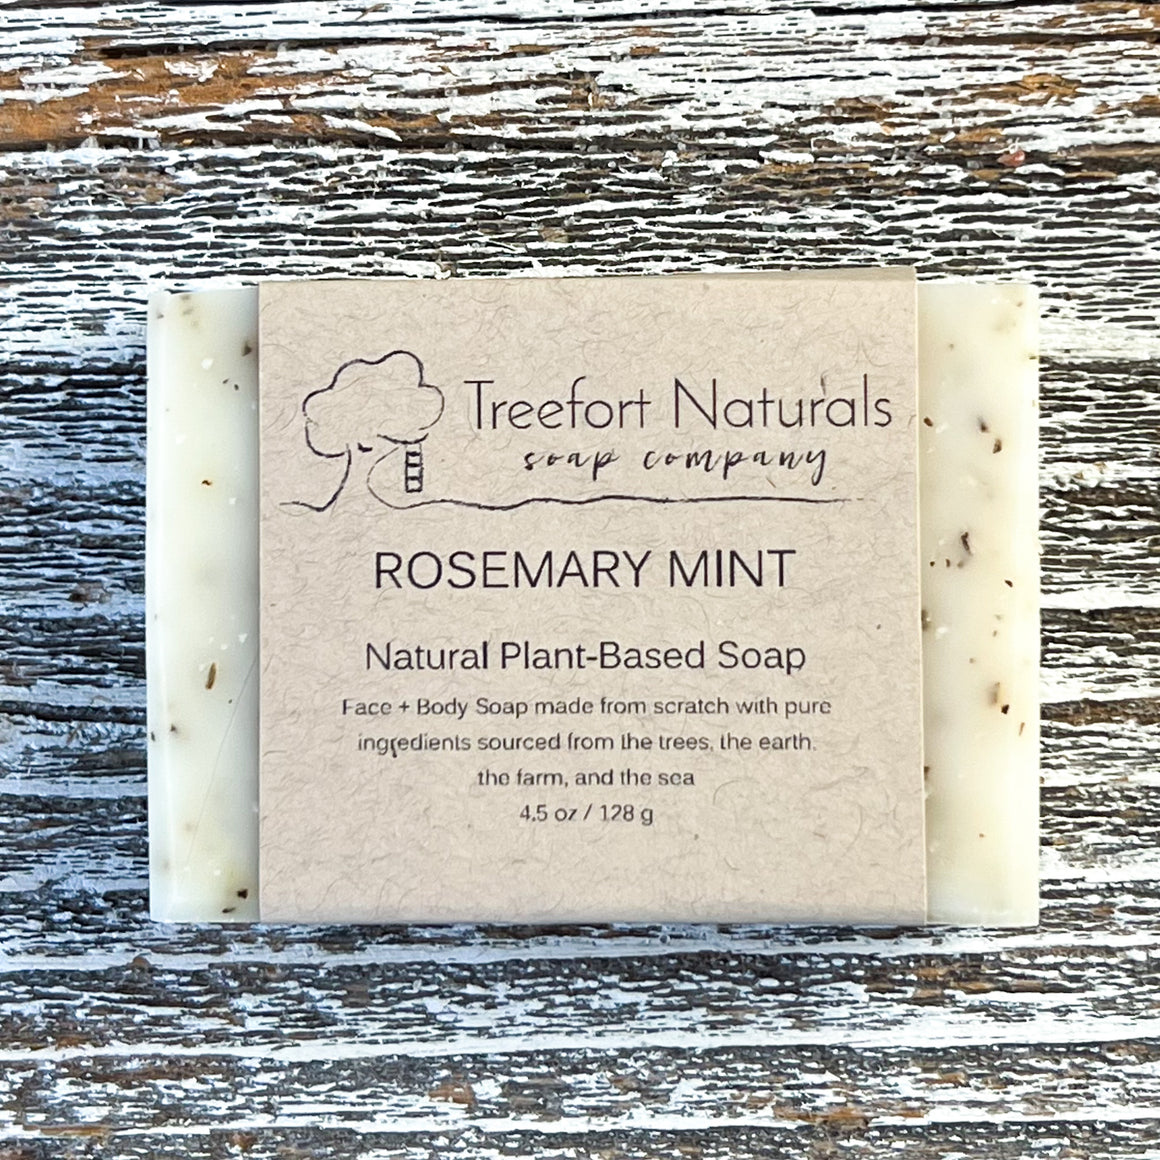 Treefort Naturals
soap company
ROSEMARY MINT
Natural Plant-Based Soap
Face + Body Soap made from scratch with pure
ingredients sourced from the trees, the earth,
the farm, and the sea
4.5 oz / 128 g